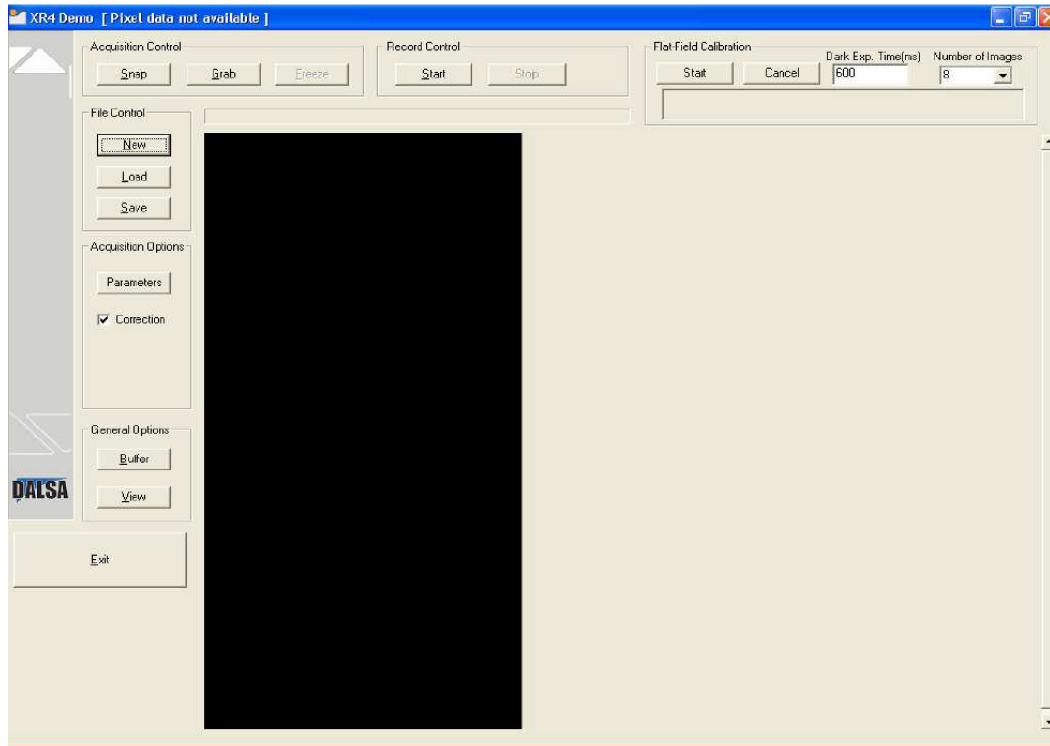 XR4 Demo [ Pixel data not available ]
Acquisition Control
Snap
Grab
Freeze
Record Control
Start
Stop
Flat-Field Calibration
Start
Cancel
Dark Exp. Time(ms)
600
Number of Images
8
File Control
New
Load
Save
Acquisition Options
Parameters
Correction
General Options
Buffer
View
DALSA
Exit